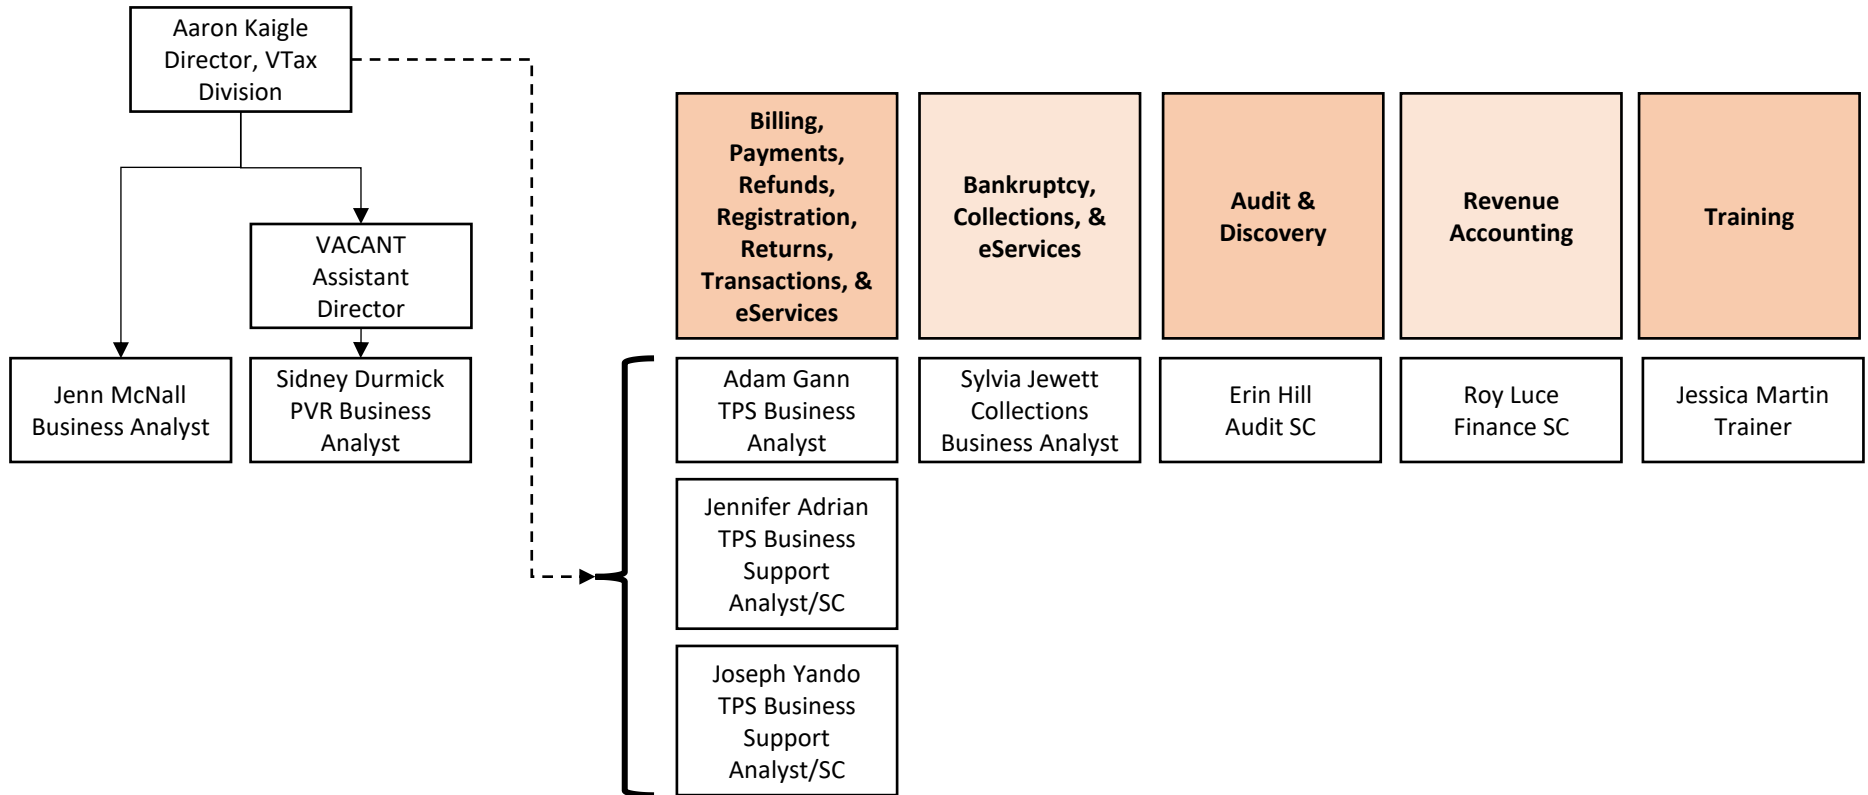 Aaron Kaigle
Director, VTax
Division
VACANT
Assistant
Director
Jenn McNall
Business Analyst
Sidney Durmick
PVR Business
Analyst
Billing,
Payments,
Refunds,
Registration,
Returns,
Transactions, &
eServices
Bankruptcy,
Collections, &
eServices
Audit &
Discovery
Revenue
Accounting
Training
Adam Gann
TPS Business
Analyst
Sylvia Jewett
Collections
Business Analyst
Erin Hill
Audit SC
Roy Luce
Finance SC
Jessica Martin
Trainer
Jennifer Adrian
TPS Business
Support
Analyst/SC
Joseph Yando
TPS Business
Support
Analyst/SC